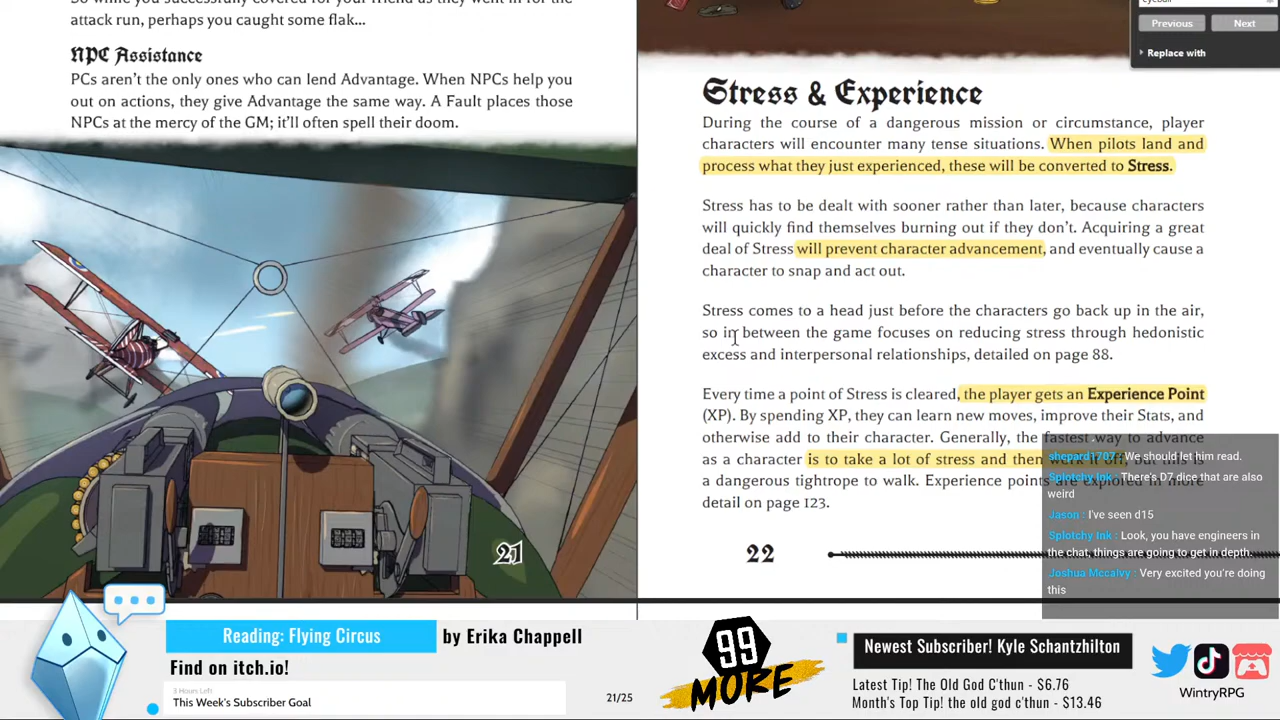 So while you successfully covered for your friend as they went in for the
attack run, perhaps you caught some flak...
NPC Assistance
PCs aren't the only ones who can lend Advantage. When NPCs help you
out on actions, they give Advantage the same way. A Fault places those
NPCs at the mercy of the GM; it'll often spell their doom.
21
Previous
Next
Replace with
Stress & Experience
During the course of a dangerous mission or circumstance, player
characters will encounter many tense situations. When pilots land and
process what they just experienced, these will be converted to Stress.
Stress has to be dealt with sooner rather than later, because characters
will quickly find themselves burning out if they don't. Acquiring a great
deal of Stress will prevent character advancement, and eventually cause a
character to snap and act out.
Stress comes to a head just before the characters go back up in the air,
so in between the game focuses on reducing stress through hedonistic
excess and interpersonal relationships, detailed on page 88.
Every time a point of Stress is cleared, the player gets an Experience Point
(XP). By spending XP, they can learn new moves, improve their Stats, and
otherwise add to their character. Generally, the fastest way to advance
as a character is to take a lot of stress and then work it off, but this is
a dangerous tightrope to walk. Experience points are explored in more
detail on page 123.
22
shepard1707 : We should let him read.
Splotchy Ink : There's D7 dice that are also
weird
Jason : I've seen d15
Splotchy Ink : Look, you have engineers in
the chat, things are going to get in depth.
Joshua Mccalvy : Very excited you're doing
this
Reading: Flying Circus
by Erika Chappell
Find on itch.io!
3 Hours Left
This Week's Subscriber Goal
21/25
99
MORE
Newest Subscriber! Kyle Schantzhilton
Latest Tip! The Old God C'thun - $6.76
Month's Top Tip! the old god c'thun - $13.46
WintryRPG